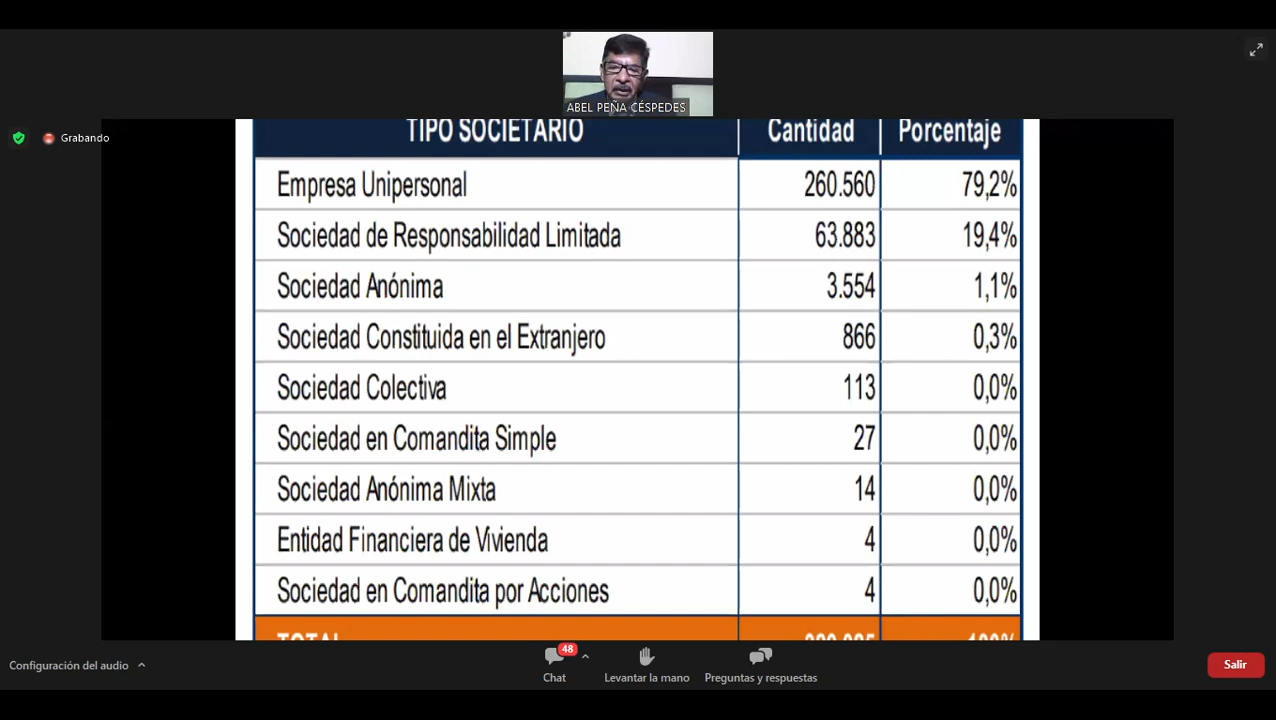 ABEL PEÑA CÉSPEDES
Grabando
TIPO SOCIETARIO Cantidad Porcentaje
Empresa Unipersonal 260.560 79,2%
Sociedad de Responsabilidad Limitada 63.883 19,4%
Sociedad Anónima 3.554 1,1%
Sociedad Constituida en el Extranjero 866 0,3%
Sociedad Colectiva 113 0,0%
Sociedad en Comandita Simple 27 0,0%
Sociedad Anónima Mixta 14 0,0%
Entidad Financiera de Vivienda 4 0,0%
Sociedad en Comandita por Acciones 4 0,0%
TOTAL 100%
48
Configuración del audio Chat Levantar la mano Preguntas y respuestas Salir